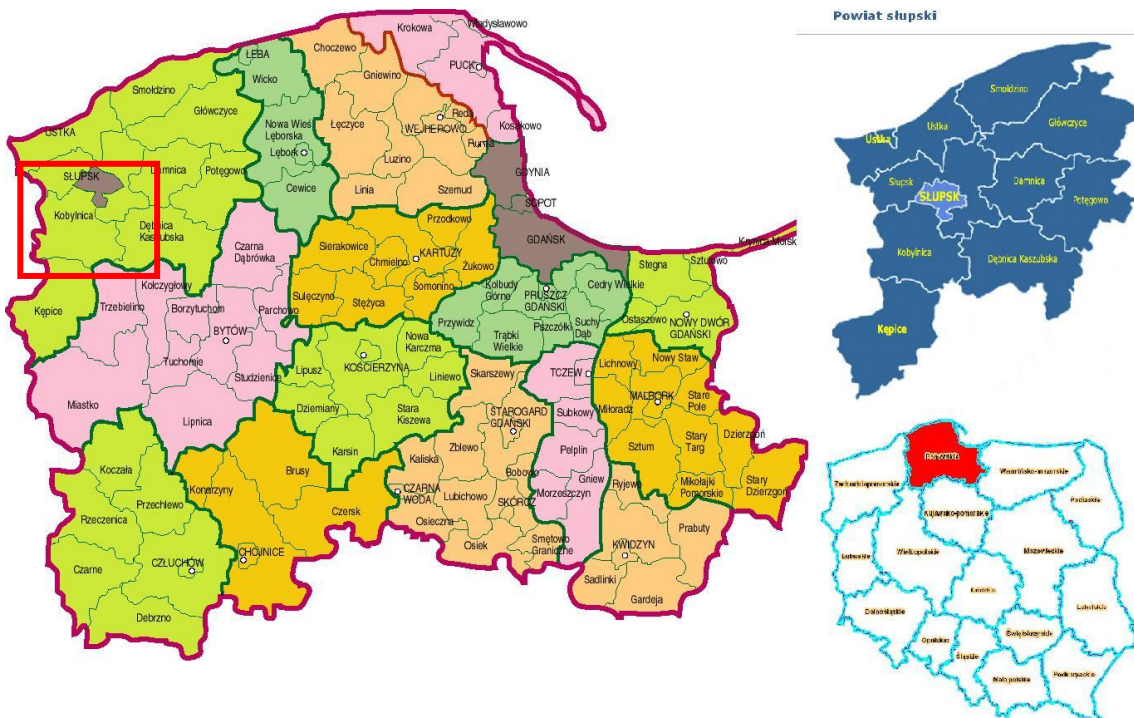 Krokowa
Władysławowo
Choczewo
ŁEBA
Wicko
Gniewino
PUCK
Smołdzino
Główczyce
Nowa Wieś
Lęborska
Łęczyce
Reda
WEJHEROWO
Kosakowo
Rumia
USTKA
Lębork
Luzino
SŁUPSK
Damnica
Potęgowo
Cewice
Linia
Szemud
GDYNIA
SOPOT
Kobylnica
Dębnica
Kaszubska
Czarna
Dąbrówka
Przodkowo
Sierakowice
KARTUZY
Chmielno
Żukowo
GDAŃSK
Krynica Morsk
Sztutowo
Stegna
Kołczygłowy
Somonino
Kolbudy
Górne
Cedry Wielkie
Kępice
Trzebielino
Borzytuchom
Parchowo
Sulęczyno
Stężyca
PRUSZCZ
GDAŃSKI
BYTÓW
Przywidz
Trąbki
Wielkie
Pszczółki
Suchy
Dąb
Ostaszewo
NOWY DWÓR
GDAŃSKI
Tuchomie
Studzienice
Nowa
Karczma
KOŚCIERZYNA
Lipusz
Liniewo
Skarszewy
TCZEW
Lichnowy
Nowy Staw
Miastko
Lipnica
Dziemiany
Stara
Kiszewa
STAROGARD
GDAŃSKI
Subkowy
MALBORK
Miłoradz
Stare
Pole
Karsin
Zblewo
Pelplin
Sztum
Stary
Targ
Dzierzgoń
Koczała
Konarzyny
Brusy
Kaliska
Bobowo
Gniew
Ryjewo
Mikołajki
Pomorskie
Stary
Dzierzgoń
Przechlewo
Rzeczenica
Czersk
CZARNA
WODA
Lubichowo
SKÓRCZ
Morzeszczyn
Osieczna
Osiek
Smętowo
Graniczne
Prabuty
Czarne
CZŁUCHÓW
CHOJNICE
KWIDZYN
Sadlinki
Gardeja
Debrzno
Powiat słupski
Smołdzino
Ustka
Ustka
Główczyce
Słupsk
SŁUPSK
Damnica
Potęgowo
Kobylnica
Dębnica Kaszubska
Kępice
Pomorskie
Zachodniopomorskie
Warmińsko-mazurskie
Podlaskie
Kujawsko-pomorskie
Lubuskie
Wielkopolskie
Mazowieckie
Łódzkie
Dolnośląskie
Lubelskie
Opolskie
Śląskie
Świętokrzyskie
Małopolskie
Podkarpackie